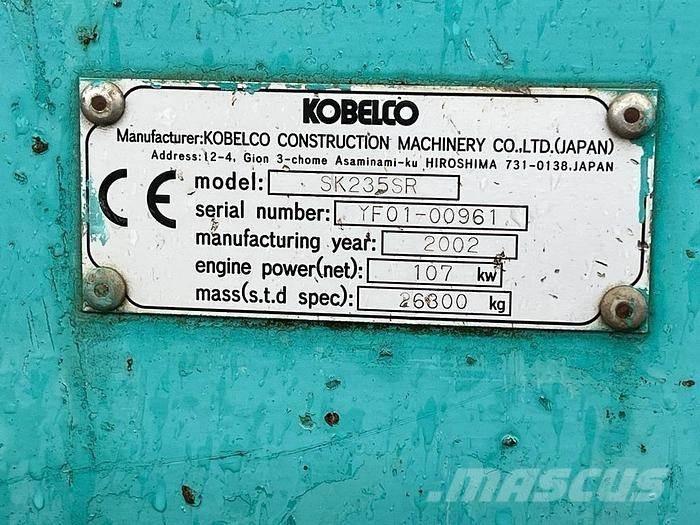 KOBELCO
Manufacturer:KOBELCO CONSTRUCTION MACHINERY CO.,LTD.(JAPAN)
Address:12-4, Gion 3-chome Asaminami-ku HIROSHIMA 731-0138.JAPAN
CE
model: SK235SR
serial number: YF01-00961
manufacturing year: 2002
engine power(net): 107 kw
mass(s.t.d spec): 26300 kg
MASCUS